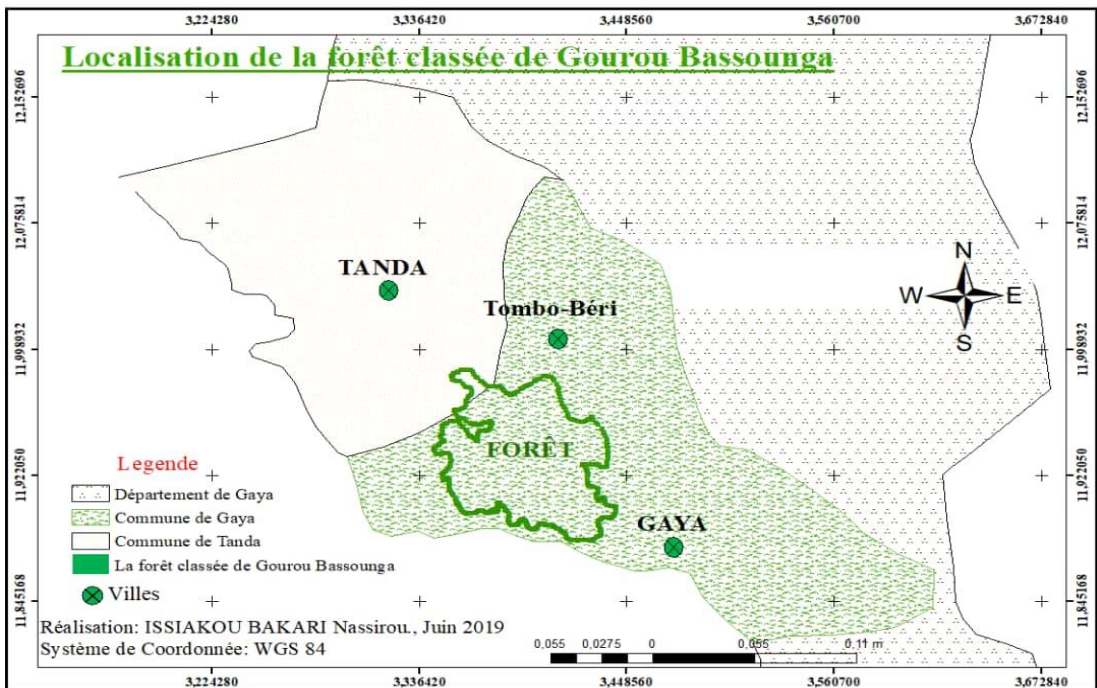 3,224280 3,336420 3,448560 3,560700 3,672840
Localisation de la forêt classée de Gourou Bassounga
12,152696 12,152696
12,075814 12,075814
N
TANDA
W E
Tombo-Béri
S
11,998932 11,998932
FORÊT
Legende
11,922050 11,922050
Département de Gaya
Commune de Gaya
GAYA
Commune de Tanda
La forêt classée de Gourou Bassounga
Villes
11,845168 11,845168
Réalisation: ISSIAKOU BAKARI Nassirou., Juin 2019
0,055 0,0275 0 0,055 0,11 m
Système de Coordonnée: WGS 84
3,224280 3,336420 3,448560 3,560700 3,672840